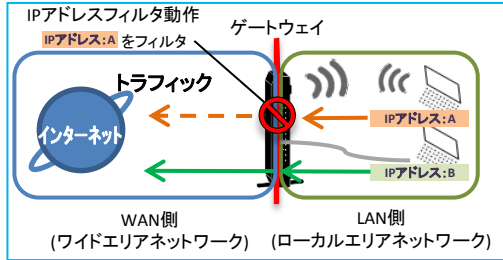 IPアドレスフィルタ動作
IPアドレス:A をフィルタ
ゲートウェイ
トラフィック
インターネット
IPアドレス:A
IPアドレス:B
WAN側
(ワイドエリアネットワーク)
LAN側
(ローカルエリアネットワーク)